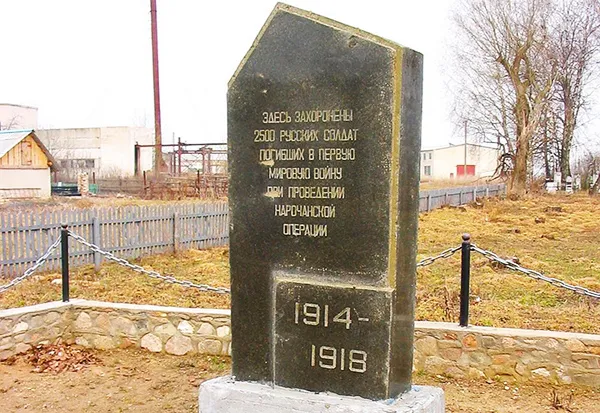 ЗДЕСЬ ЗАХОРОНЕНЫ
2500 РУССКИХ СОЛДАТ
ПОГИБШИХ В ПЕРВУЮ
МИРОВУЮ ВОЙНУ
ПРИ ПРОВЕДЕНИИ
НАРОЧАНСКОЙ
ОПЕРАЦИИ
1914-
1918